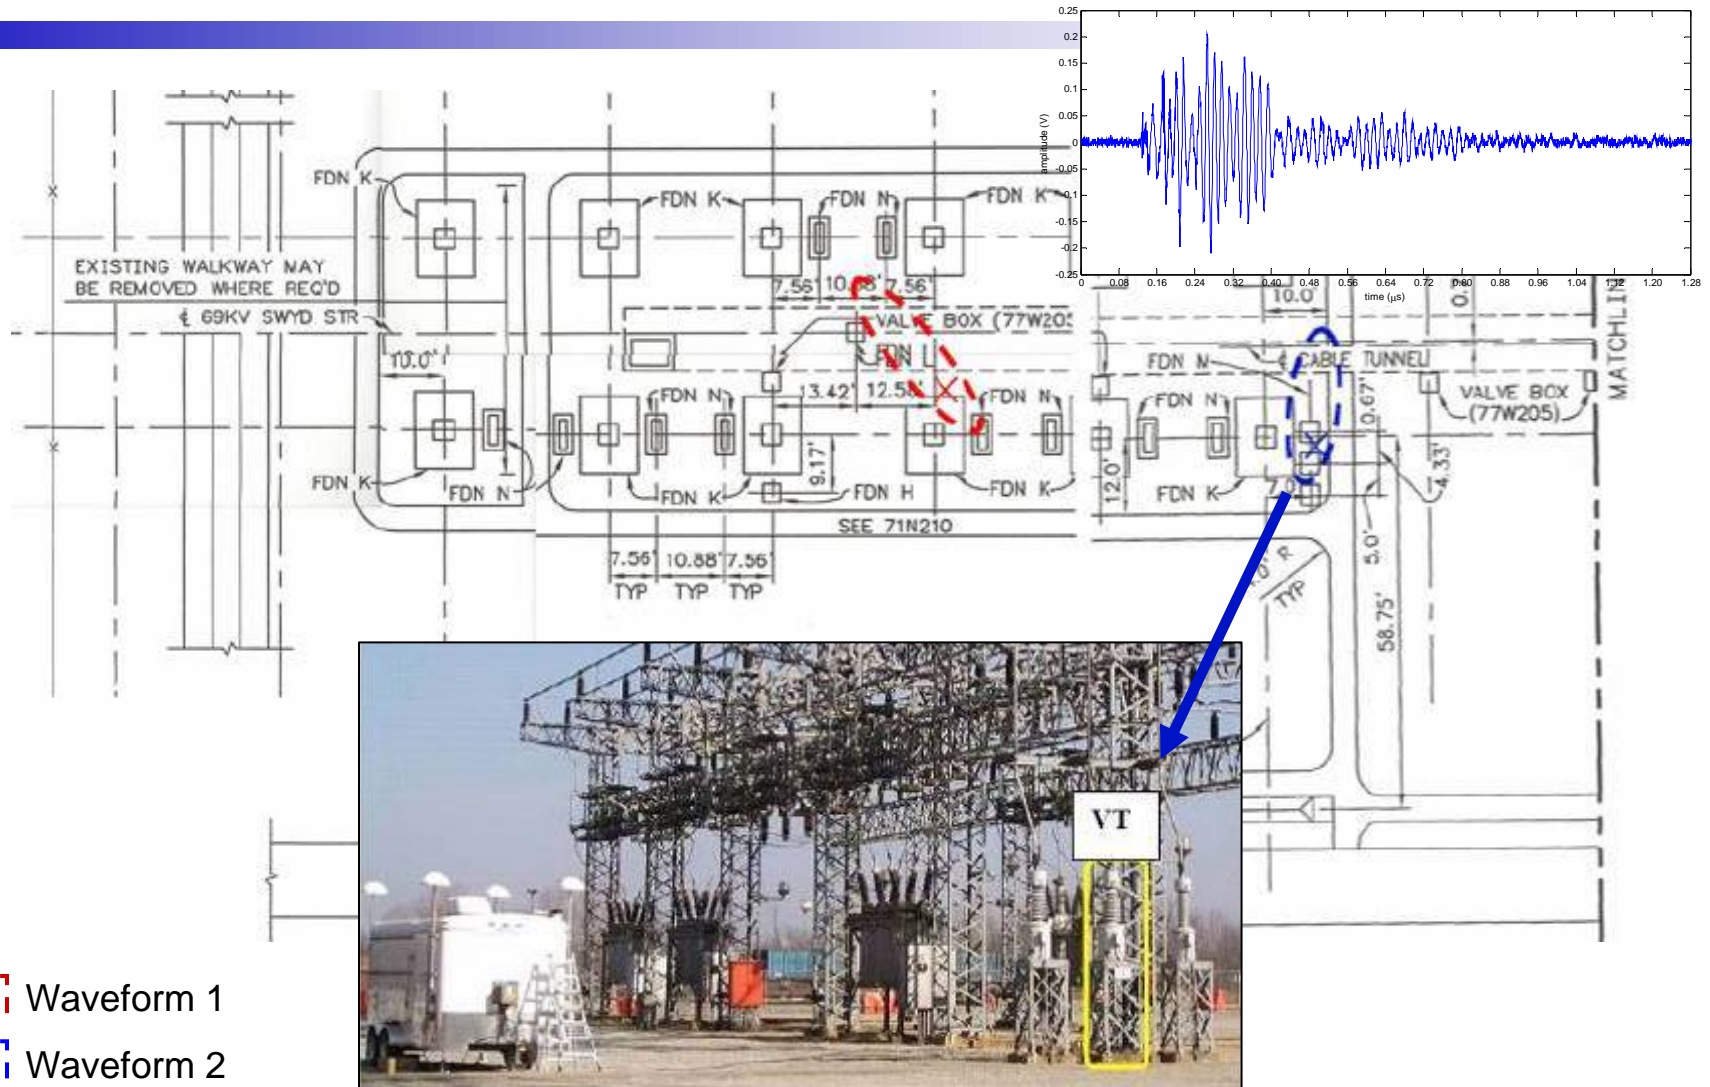 0.25
0.2
0.15
0.1
0.05
0
-0.05
-0.1
-0.15
-0.2
-0.25
amplitude (V)
0 0.08 0.16 0.24 0.32 0.40 0.48 0.56 0.64 0.72 0.80 0.88 0.96 1.04 1.12 1.20 1.28
time (μs)
FDN K
FDN K
FDN N
FDN K
EXISTING WALKWAY MAY
BE REMOVED WHERE REQ'D
℄ 69KV SWYD STR
7.56' 7.56'
VALVE BOX
FDN L
10.0'
10.0'
MATCHLIN
FDN M
℄ CABLE TUNNEL
VALVE BOX
(77W205)
13.42'
FDN N
FDN N
FDN N
0.67'
4.33'
9.17'
12.0'
FDN K
FDN N
FDN K
FDN H
FDN K
FDN K
SEE 71N210
7.56' 10.88' 7.56'
TYP TYP TYP
R
TYP
5.0'
58.75'
VT
Waveform 1
Waveform 2